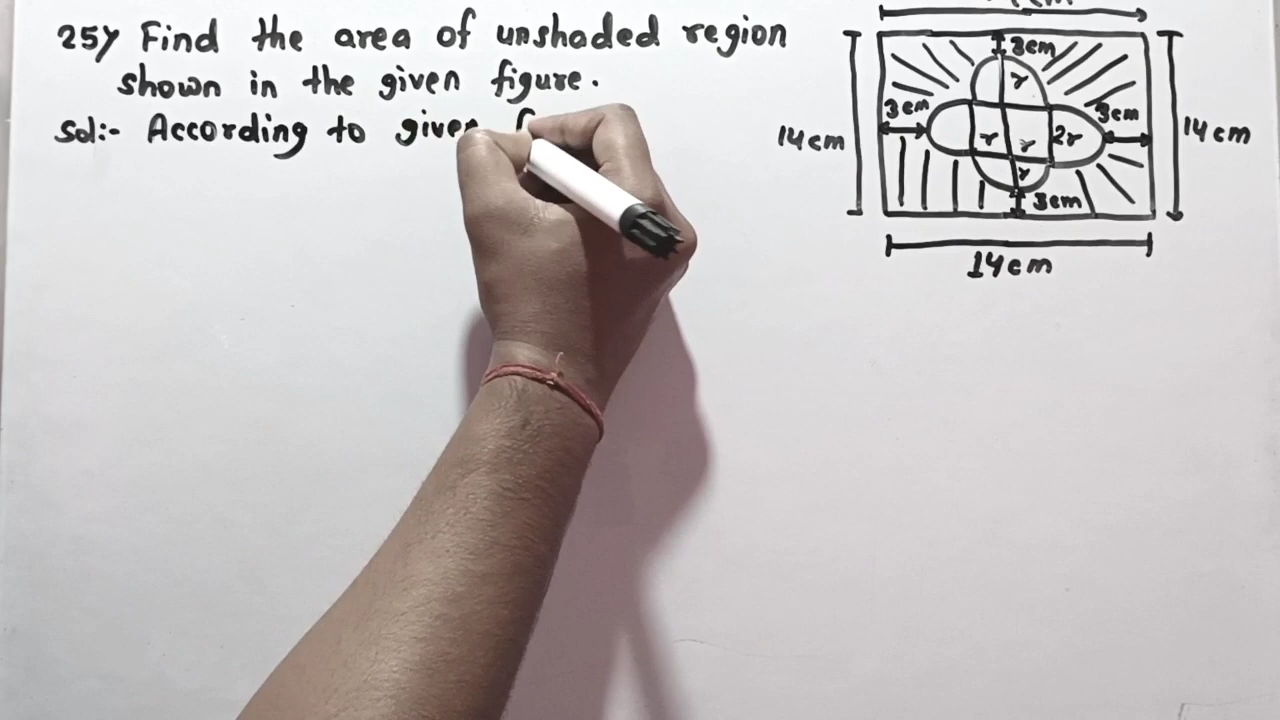 25) Find the area of unshaded region
shown in the given figure.
Sol:- According to given
3cm
r
3cm
3cm
14cm
r
r
2r
14cm
r
3cm
14cm